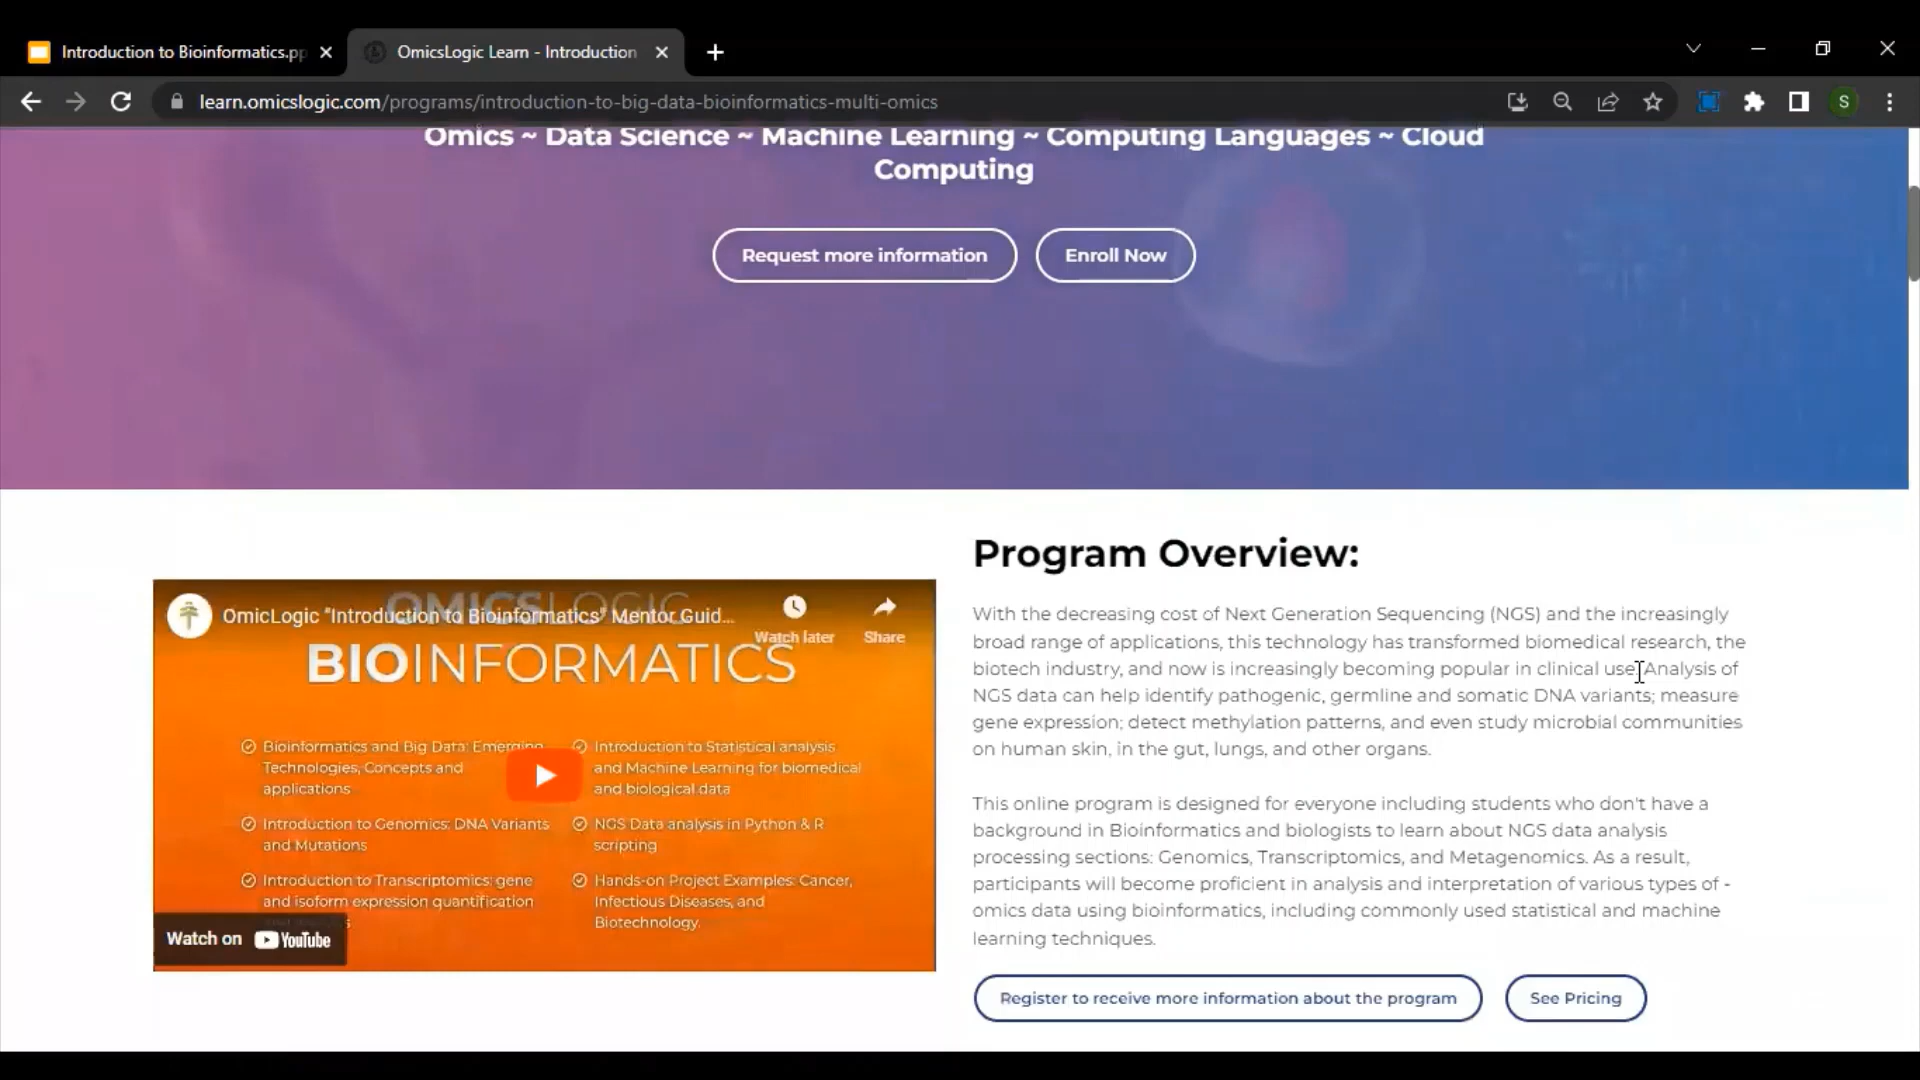 Introduction to Bioinformatics.pp
OmicsLogic Learn - Introduction
learn.omicslogic.com/programs/introduction-to-big-data-bioinformatics-multi-omics
S
Omics ~ Data Science ~ Machine Learning ~ Computing Languages ~ Cloud
Computing
Request more information
Enroll Now
OmicLogic "Introduction to Bioinformatics" Mentor Guid...
Watch later
Share
OMICSLOGIC
BIOINFORMATICS
Bioinformatics and Big Data: Emerging
Technologies, Concepts and
applications
Introduction to Genomics: DNA Variants
and Mutations
Introduction to Transcriptomics: gene
and isoform expression quantification
Introduction to Statistical analysis
and Machine Learning for biomedical
and biological data
NGS Data analysis in Python & R
scripting
Hands-on Project Examples: Cancer,
Infectious Diseases, and
Biotechnology.
Watch on YouTube
Program Overview:
With the decreasing cost of Next Generation Sequencing (NGS) and the increasingly
broad range of applications, this technology has transformed biomedical research, the
biotech industry, and now is increasingly becoming popular in clinical use. Analysis of
NGS data can help identify pathogenic, germline and somatic DNA variants; measure
gene expression; detect methylation patterns, and even study microbial communities
on human skin, in the gut, lungs, and other organs.
This online program is designed for everyone including students who don't have a
background in Bioinformatics and biologists to learn about NGS data analysis
processing sections: Genomics, Transcriptomics, and Metagenomics. As a result,
participants will become proficient in analysis and interpretation of various types of -
omics data using bioinformatics, including commonly used statistical and machine
learning techniques.
Register to receive more information about the program
See Pricing